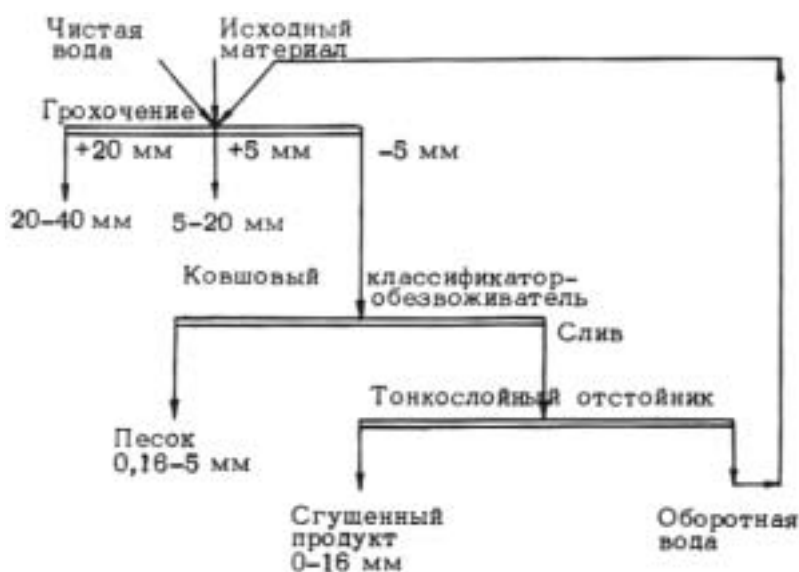 Чистая вода
Исходный материал
Грохочение
+20 мм
+5 мм
-5 мм
20-40 мм
5-20 мм
Ковшовый классификатор-
обезвоживатель
Слив
Тонкослойный отстойник
Песок
0,16-5 мм
Сгущенный
продукт
0-16 мм
Оборотная
вода